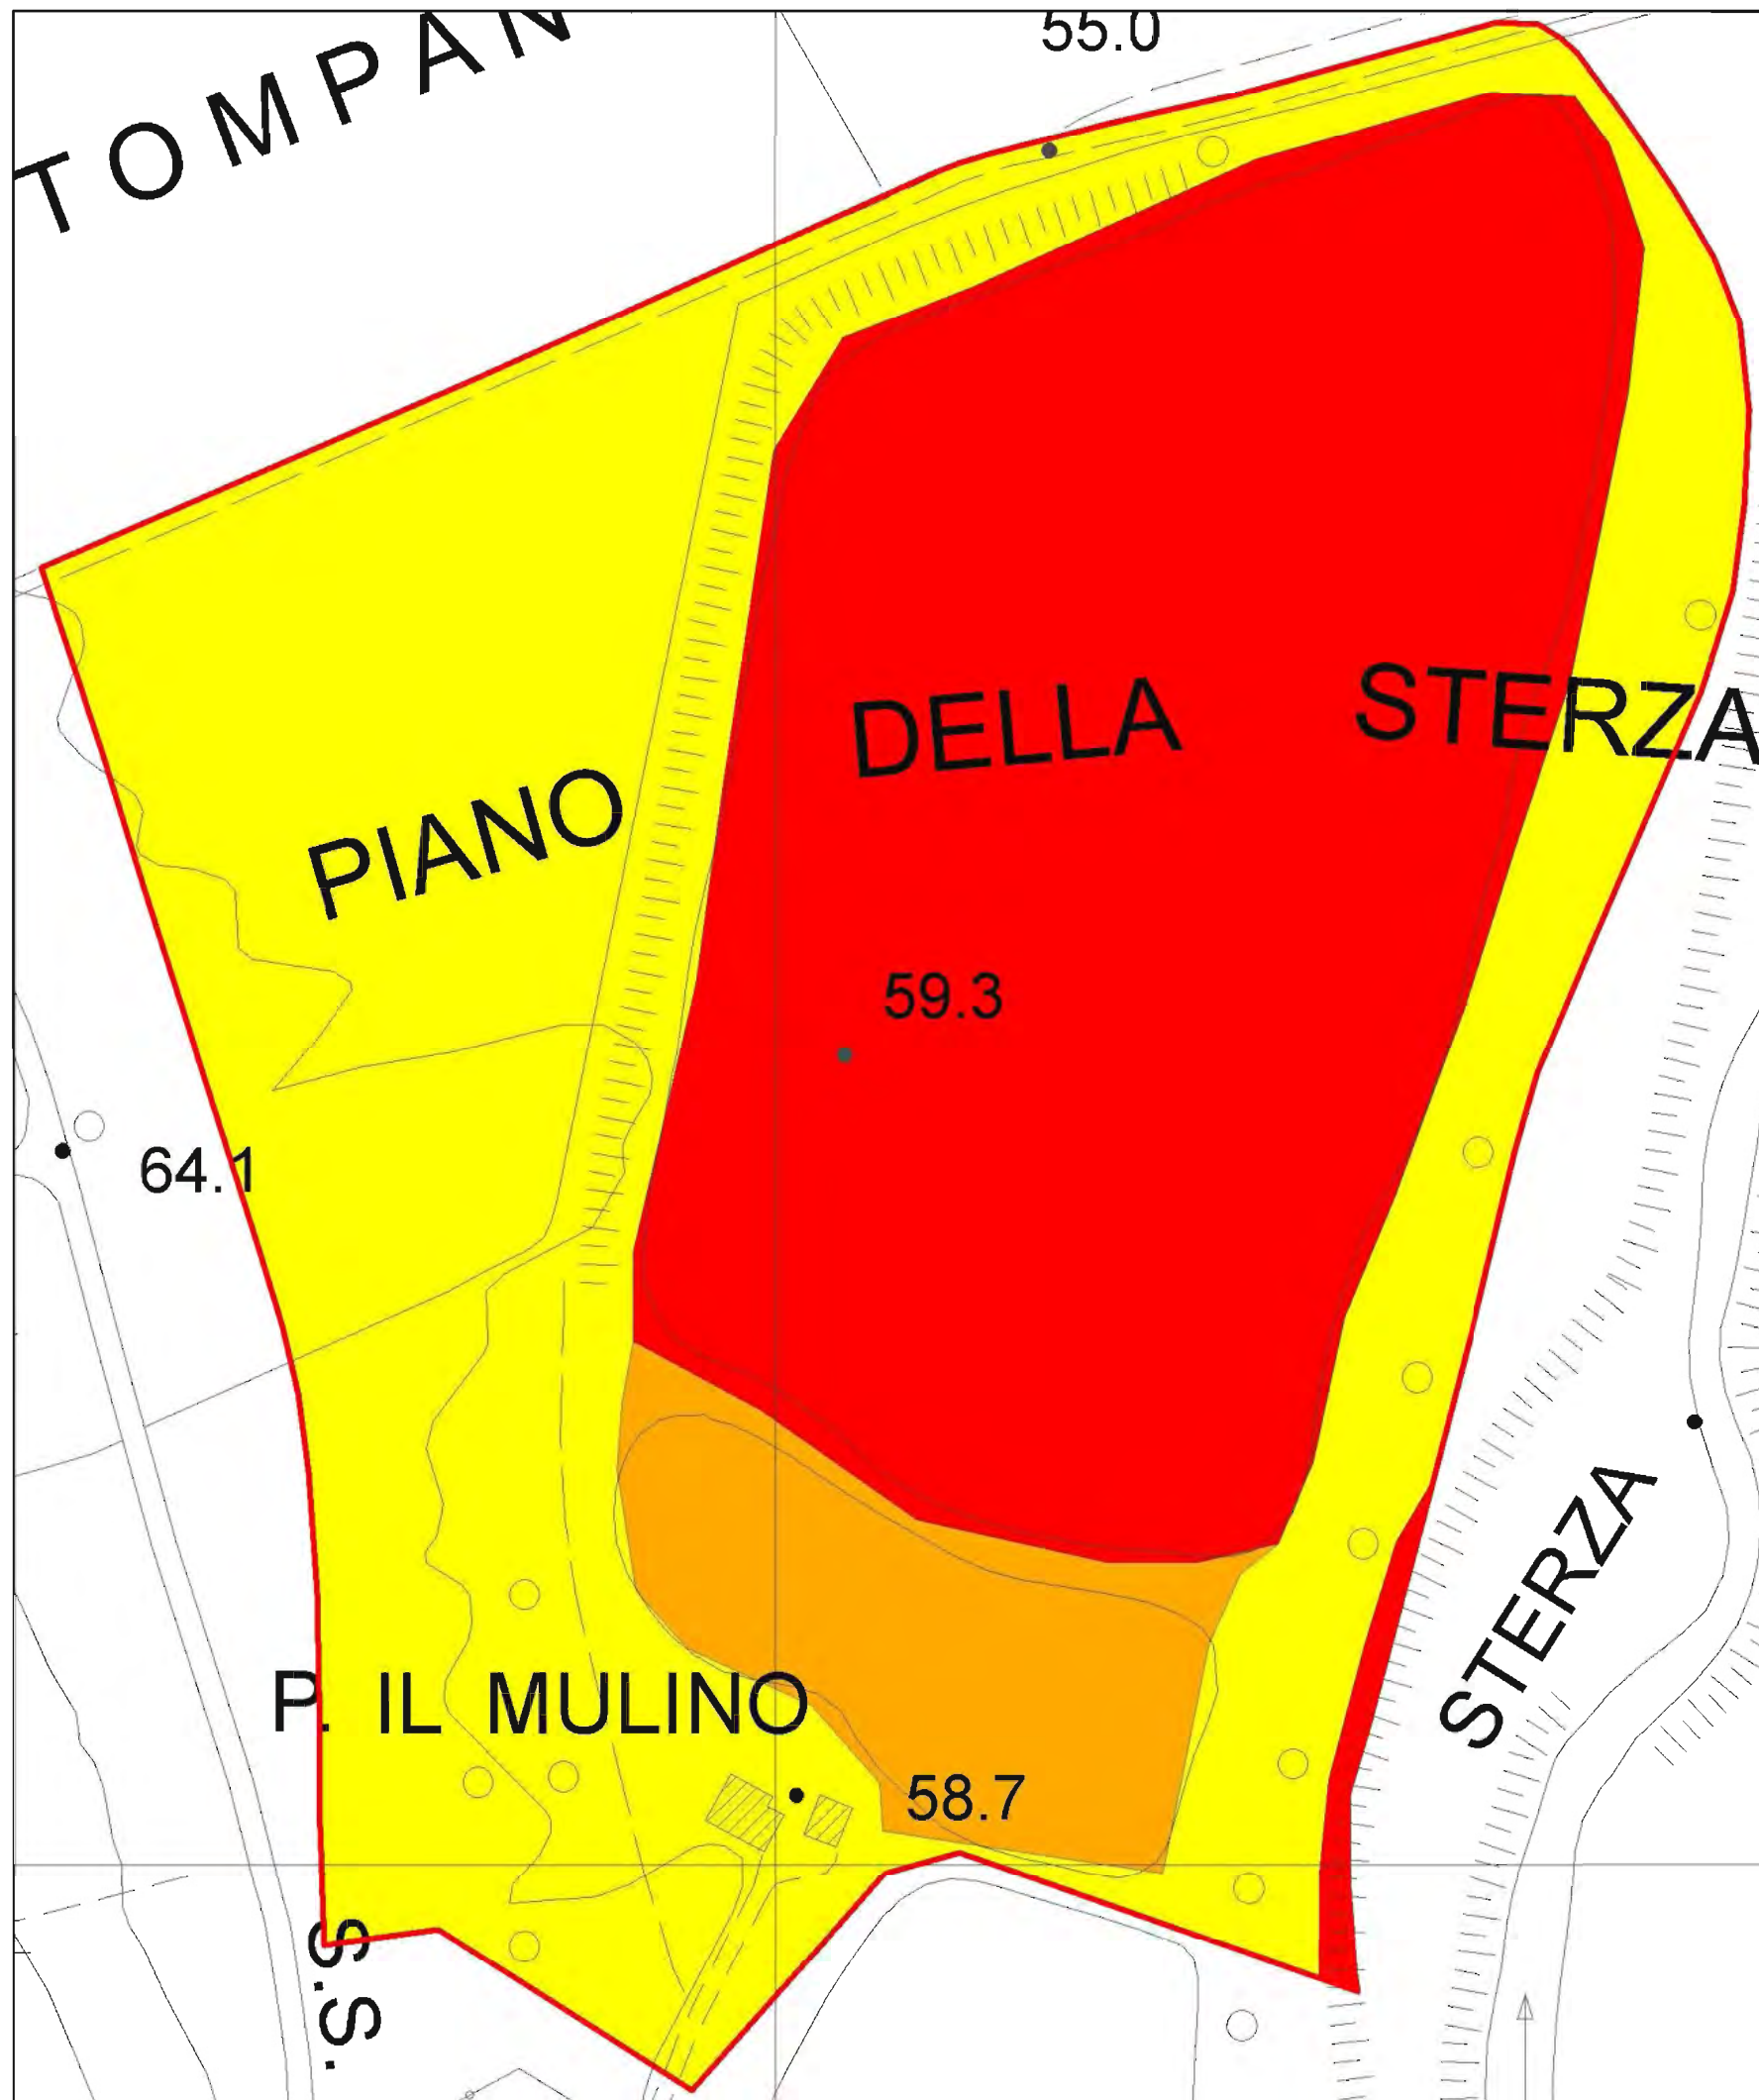 TOMPAN
55.0
PIANO DELLA STERZA
59.3
64.1
STERZA
P. IL MULINO
58.7
S.S.